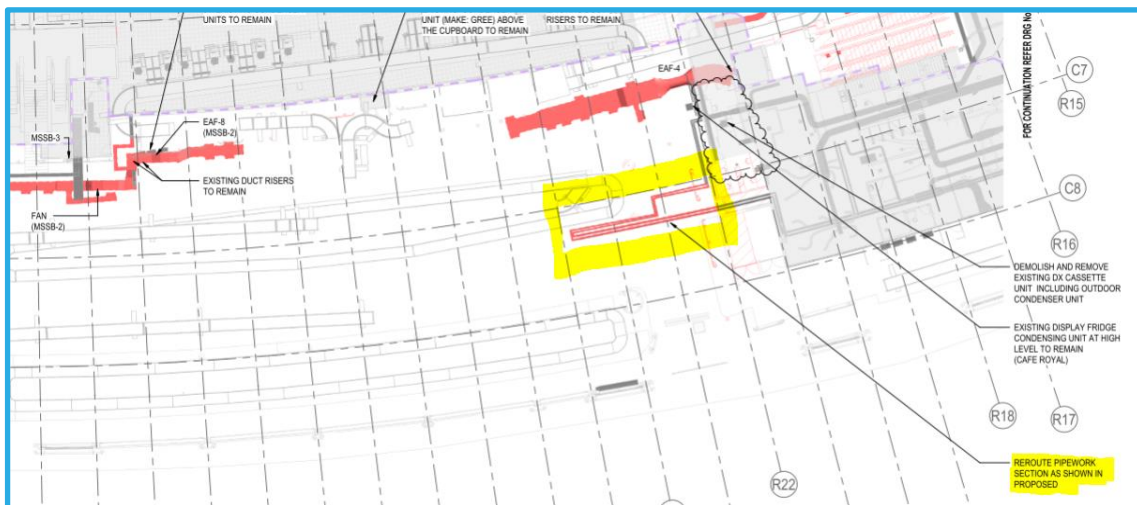 UNITS TO REMAIN
UNIT (MAKE: GREE) ABOVE
THE CUPBOARD TO REMAIN
RISERS TO REMAIN
EAF-4
FOR CONTINUATION REFER DRG No
C7
R15
MSSB-3
EAF-8
(MSSB-2)
EXISTING DUCT RISERS
TO REMAIN
FAN
(MSSB-2)
C8
R16
DEMOLISH AND REMOVE
EXISTING DX CASSETTE
UNIT INCLUDING OUTDOOR
CONDENSER UNIT
EXISTING DISPLAY FRIDGE
CONDENSING UNIT AT HIGH
LEVEL TO REMAIN
(CAFE ROYAL)
R18
R17
REROUTE PIPEWORK
SECTION AS SHOWN IN
PROPOSED
R22